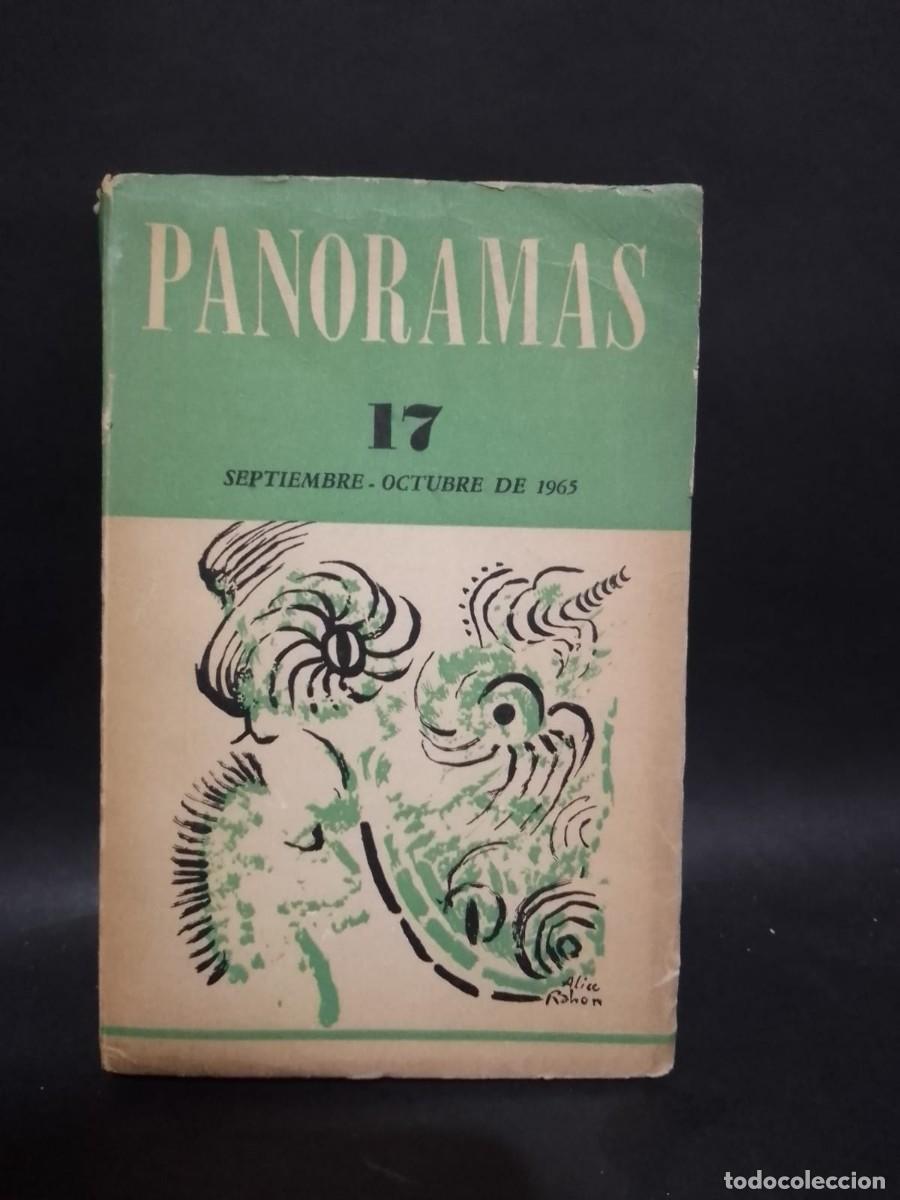 PANORAMAS
17
SEPTIEMBRE - OCTUBRE DE 1965
Alice
Rahon
todocoleccion